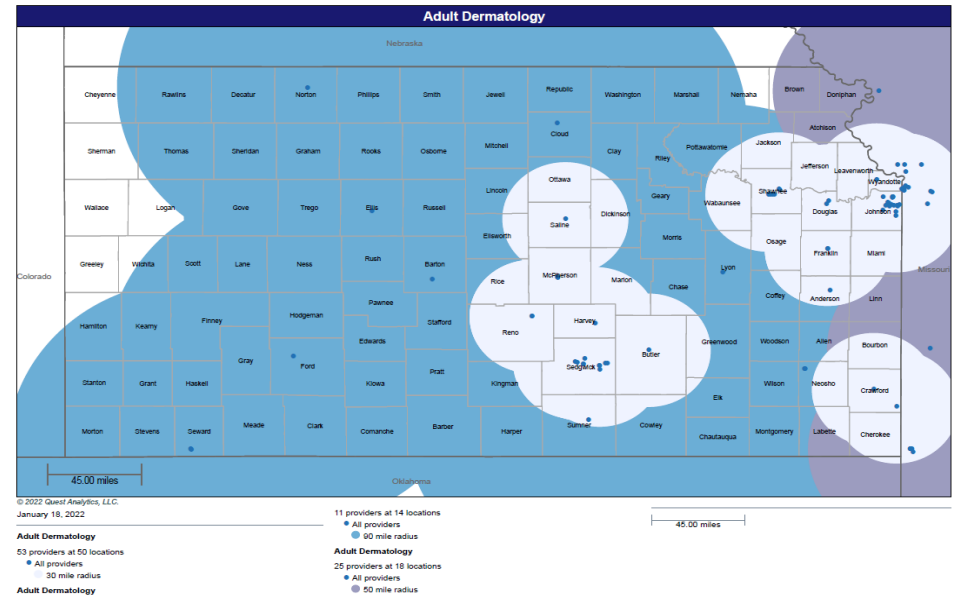 Adult Dermatology
Nebraska
Cheyenne Rawlins Decatur Norton Phillips Smith Jewell Republic Washington Marshall Nemaha Brown Doniphan
Atchison
Sherman Thomas Sheridan Graham Rooks Osborne Mitchell Cloud Clay Riley Pottawatomie Jackson
Jefferson Leavenworth
Wyandotte
Wallace Logan Gove Trego Ellis Russell Lincoln Ottawa Geary Wabaunsee Shawnee
Saline Dickinson Douglas Johnson
Ellsworth Morris Osage Franklin Miami
Greeley Wichita Scott Lane Ness Rush Barton Rice McPherson Marion Chase Lyon
Colorado Missouri
Coffey Anderson Linn
Hamilton Kearny Finney Hodgeman Pawnee Stafford Reno Harvey
Edwards Butler Greenwood Woodson Allen Bourbon
Gray Ford Sedgwick
Stanton Grant Haskell Kiowa Pratt Kingman Elk Wilson Neosho Crawford
Morton Stevens Seward Meade Clark Comanche Barber Harper Sumner Cowley Chautauqua Montgomery Labette Cherokee
45.00 miles
Oklahoma
© 2022 Quest Analytics, LLC.
January 18, 2022
Adult Dermatology
53 providers at 50 locations
All providers
30 mile radius
Adult Dermatology
11 providers at 14 locations
All providers
90 mile radius
Adult Dermatology
25 providers at 18 locations
All providers
50 mile radius
45.00 miles